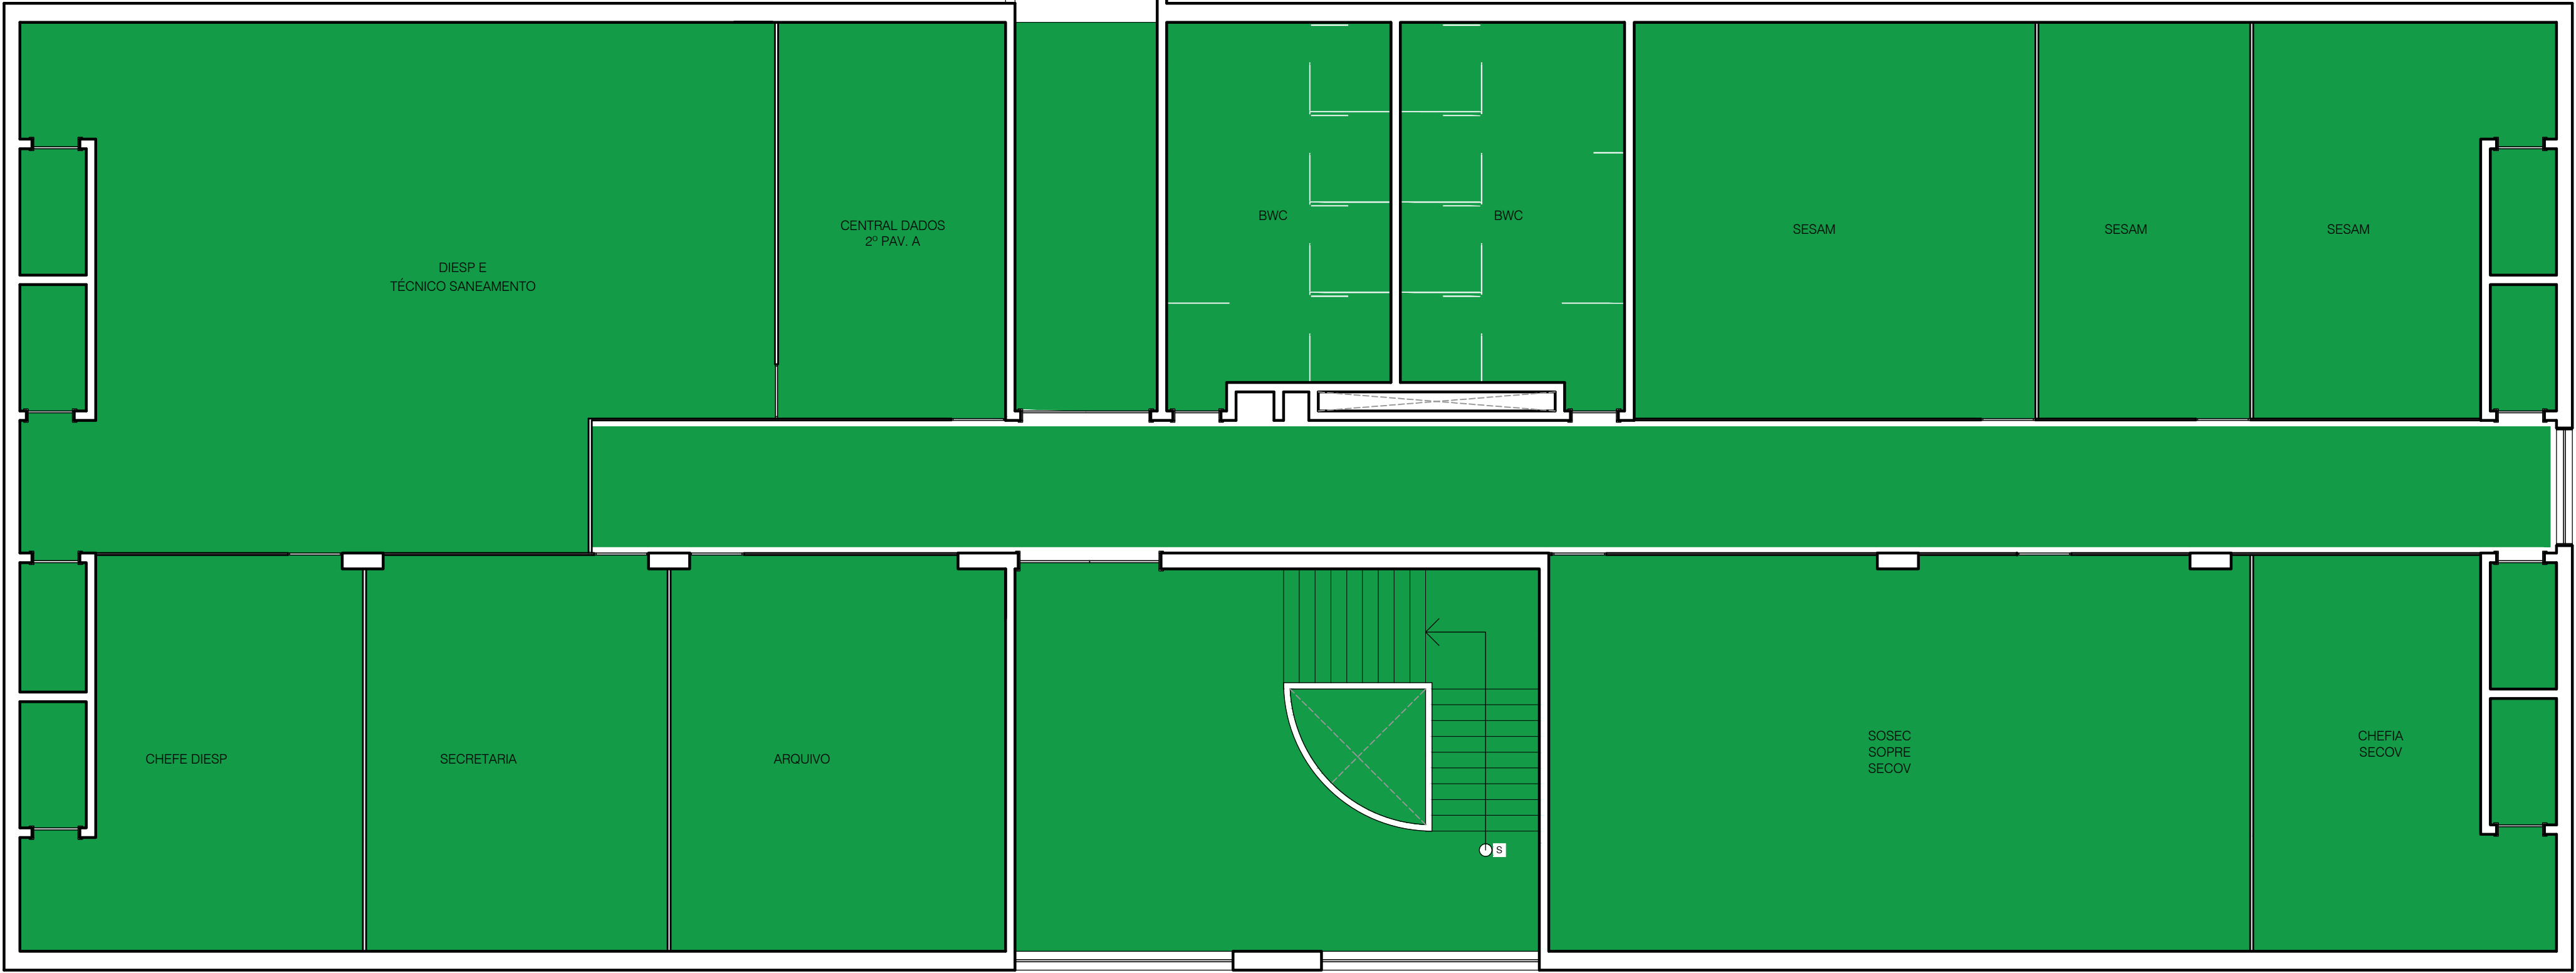 DIESP E
TÉCNICO SANEAMENTO
CENTRAL DADOS
2º PAV. A
BWC
BWC
SESAM
SESAM
SESAM
CHEFE DIESP
SECRETARIA
ARQUIVO
S
SOSEC
SOPRE
SECOV
CHEFIA
SECOV